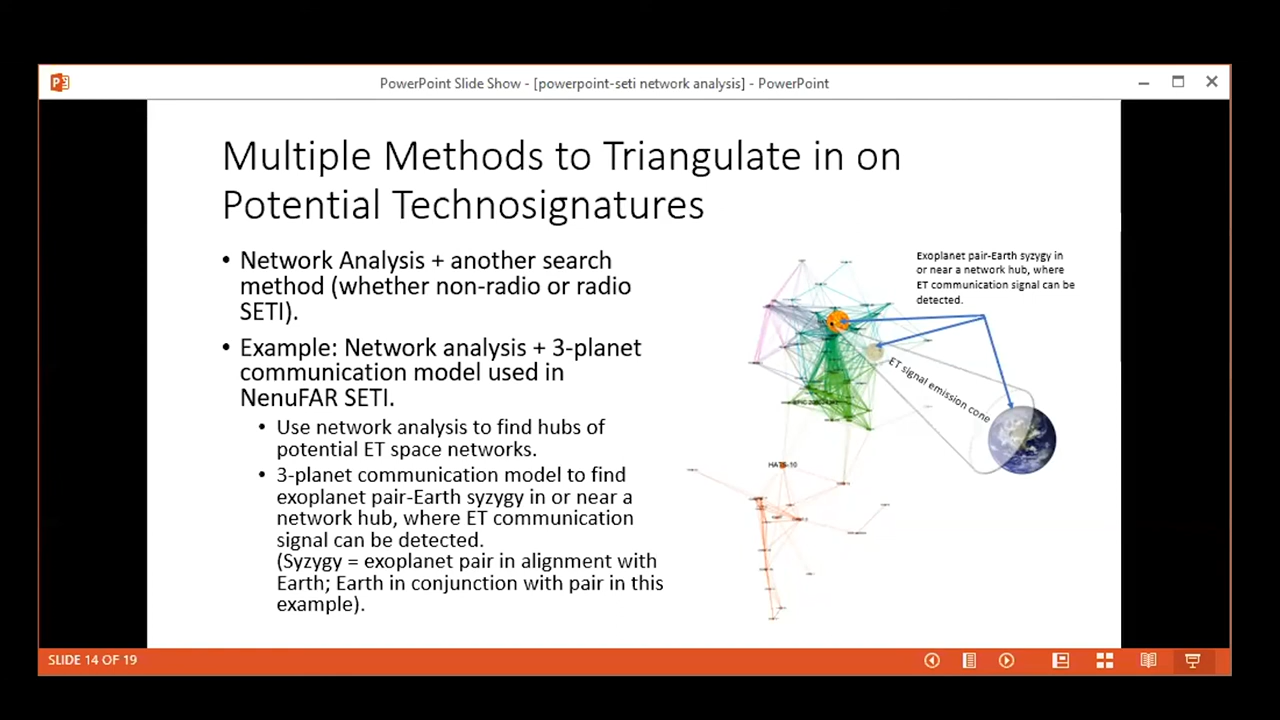 PowerPoint Slide Show - [powerpoint-seti network analysis] - PowerPoint
Multiple Methods to Triangulate in on
Potential Technosignatures
• Network Analysis + another search
method (whether non-radio or radio
SETI).
• Example: Network analysis + 3-planet
communication model used in
NenuFAR SETI.
• Use network analysis to find hubs of
potential ET space networks.
• 3-planet communication model to find
exoplanet pair-Earth syzygy in or near a
network hub, where ET communication
signal can be detected.
(Syzygy = exoplanet pair in alignment with
Earth; Earth in conjunction with pair in this
example).
Exoplanet pair-Earth syzygy in
or near a network hub, where
ET communication signal can be
detected.
ET signal emission cone
SLIDE 14 OF 19